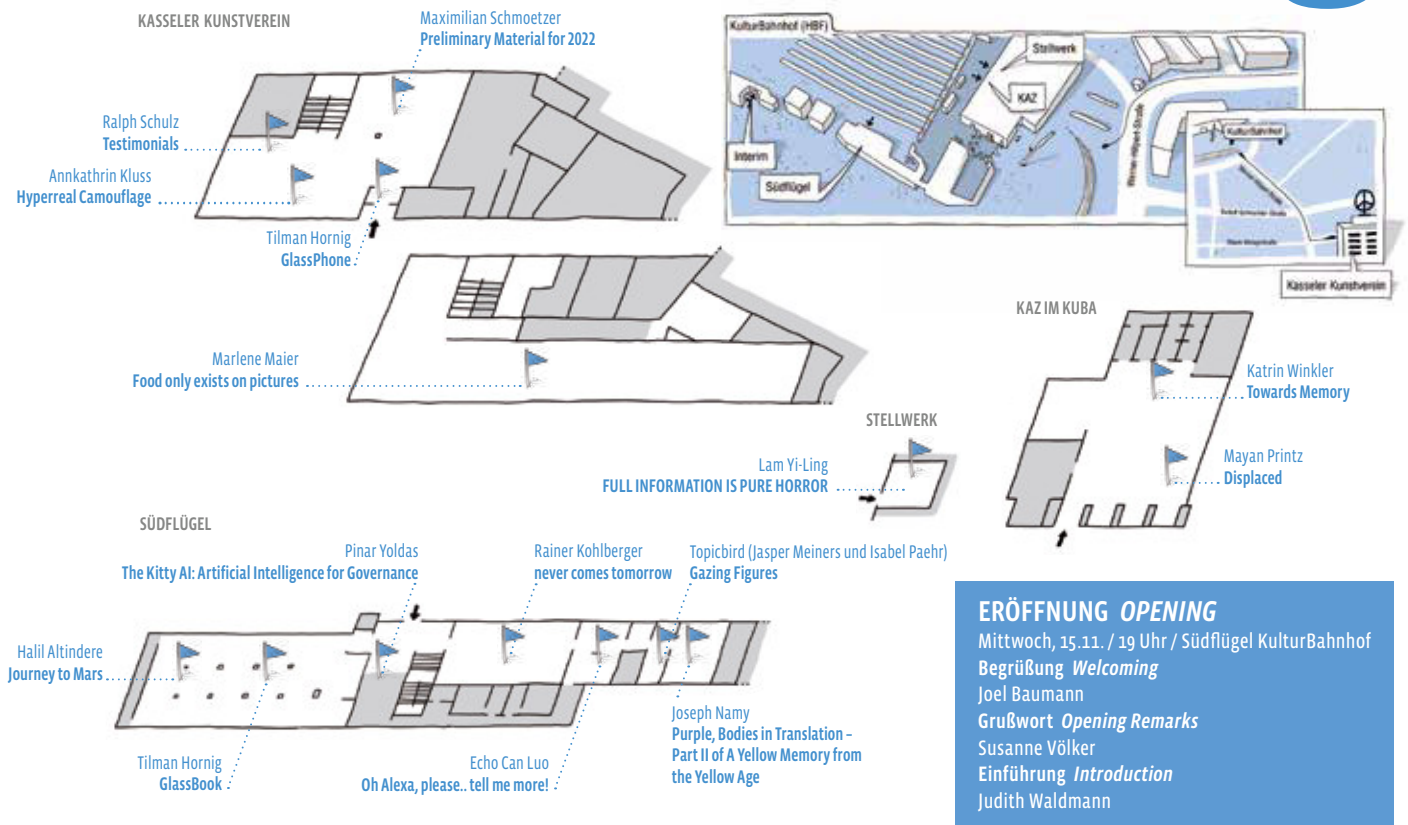 KASSELER KUNSTVEREIN
Maximilian Schmoetzer
Preliminary Material for 2022
Ralph Schulz
Testimonials
Annkathrin Kluss
Hyperreal Camouflage
Tilman Hornig
GlassPhone
Marlene Maier
Food only exists on pictures
KulturBahnhof (HBF)
Stellwerk
KAZ
Interim
Südflügel
Werner-Hilpert-Straße
KulturBahnhof
Kasseler Kunstverein
KAZ IM KUBA
Katrin Winkler
Towards Memory
Mayan Printz
Displaced
STELLWERK
Lam Yi-Ling
FULL INFORMATION IS PURE HORROR
SÜDFLÜGEL
Pinar Yoldas
The Kitty AI: Artificial Intelligence for Governance
Rainer Kohlberger
never comes tomorrow
Topicbird (Jasper Meiners und Isabel Paehr)
Gazing Figures
Halil Altindere
Journey to Mars
Tilman Hornig
GlassBook
Echo Can Luo
Oh Alexa, please.. tell me more!
Joseph Namy
Purple, Bodies in Translation –
Part II of A Yellow Memory from
the Yellow Age
ERÖFFNUNG OPENING
Mittwoch, 15.11. / 19 Uhr / Südflügel KulturBahnhof
Begrüßung Welcoming
Joel Baumann
Grußwort Opening Remarks
Susanne Völker
Einführung Introduction
Judith Waldmann